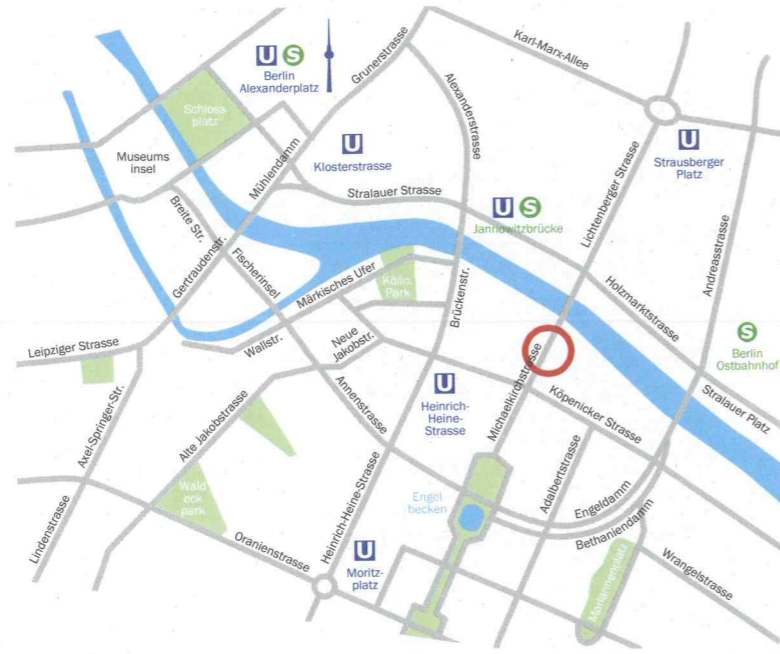 Karl-Marx-Allee
Grunerstrasse
U S
Berlin
Alexanderplatz
Alexanderstrasse
Schloss
platz
U
Klosterstrasse
U
Strausberger
Platz
Museums
insel
Mühlendamm
Stralauer Strasse
Lichtenberger Strasse
U S
Jannowitzbrücke
Breite Str.
Andreasstrasse
Gertraudenstr.
Fischerinsel
Märkisches Ufer
Kölln.
Park
Brückenstr.
Holzmarktstrasse
S
Berlin
Ostbahnhof
Leipziger Strasse
Wallstr.
Neue
Jakobstr.
Michaelkirchstrasse
U
Heinrich-
Heine-
Strasse
Köpenicker Strasse
Stralauer Platz
Annenstrasse
Axel-Springer-Str.
Alte Jakobstrasse
Adalbertstrasse
Wald
eck
park
Engel
becken
Engeldamm
Bethaniendamm
Heinrich-Heine-Strasse
Lindenstrasse
Oranienstrasse
U
Moritz-
platz
Mariannenplatz
Wrangelstrasse